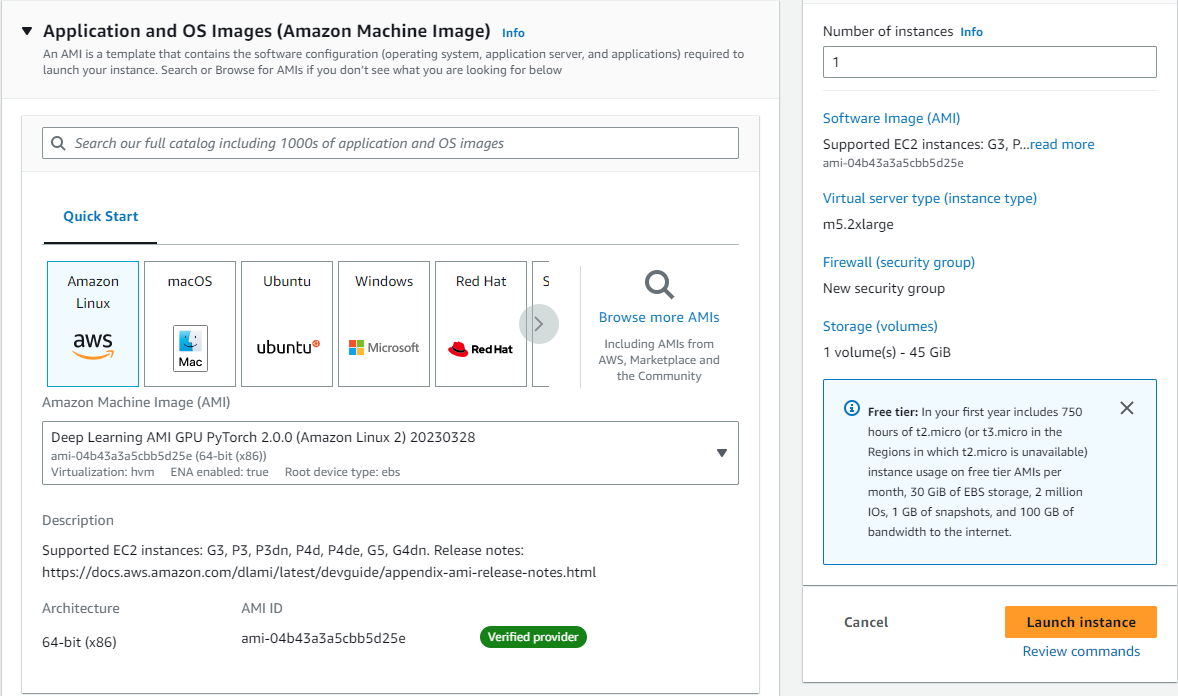 Application and OS Images (Amazon Machine Image) Info
An AMI is a template that contains the software configuration (operating system, application server, and applications) required to
launch your instance. Search or Browse for AMIs if you don't see what you are looking for below
Search our full catalog including 1000s of application and OS images
Quick Start
Amazon
Linux
aws
macOS
Mac
Ubuntu
ubuntu
Windows
Microsoft
Red Hat
Red Hat
S
Browse more AMIs
Including AMIs from
AWS, Marketplace and
the Community
Amazon Machine Image (AMI)
Deep Learning AMI GPU PyTorch 2.0.0 (Amazon Linux 2) 20230328
ami-04b43a3a5cbb5d25e (64-bit (x86))
Virtualization: hvm ENA enabled: true Root device type: ebs
Description
Supported EC2 instances: G3, P3, P3dn, P4d, P4de, G5, G4dn. Release notes:
https://docs.aws.amazon.com/dlami/latest/devguide/appendix-ami-release-notes.html
Architecture
64-bit (x86)
AMI ID
ami-04b43a3a5cbb5d25e
Verified provider
Number of instances Info
1
Software Image (AMI)
Supported EC2 instances: G3, P...read more
ami-04b43a3a5cbb5d25e
Virtual server type (instance type)
m5.2xlarge
Firewall (security group)
New security group
Storage (volumes)
1 volume(s) - 45 GiB
Free tier: In your first year includes 750
hours of t2.micro (or t3.micro in the
Regions in which t2.micro is unavailable)
instance usage on free tier AMIs per
month, 30 GiB of EBS storage, 2 million
IOs, 1 GB of snapshots, and 100 GB of
bandwidth to the internet.
Cancel
Launch instance
Review commands